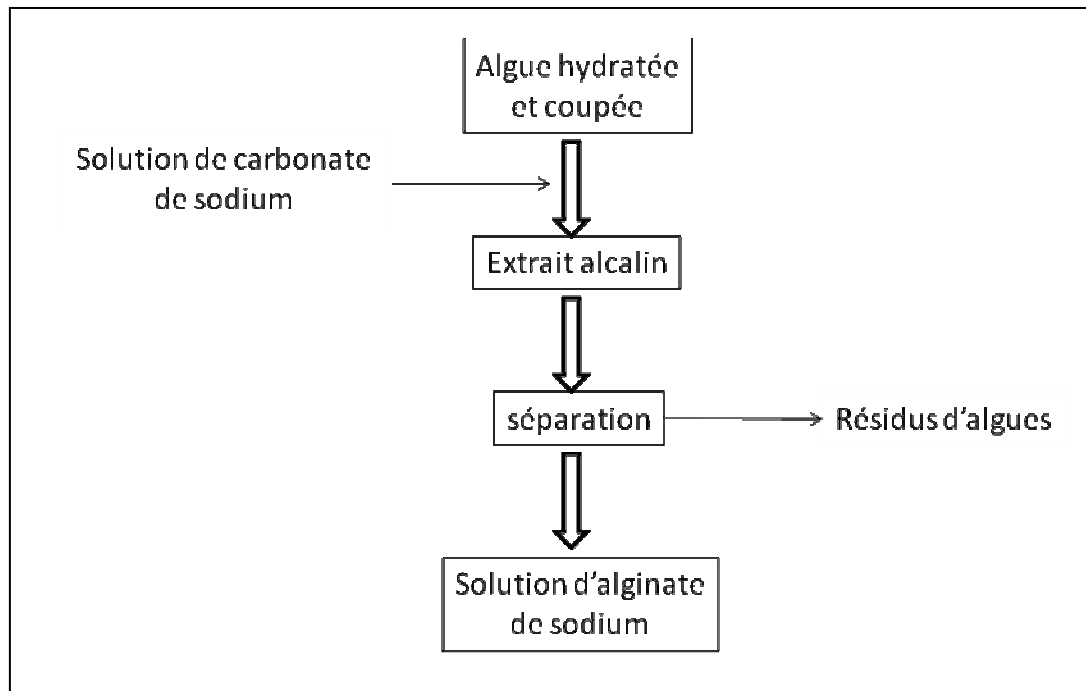 Algue hydratée
et coupée
Solution de carbonate
de sodium
Extrait alcalin
séparation
Résidus d'algues
Solution d'alginate
de sodium